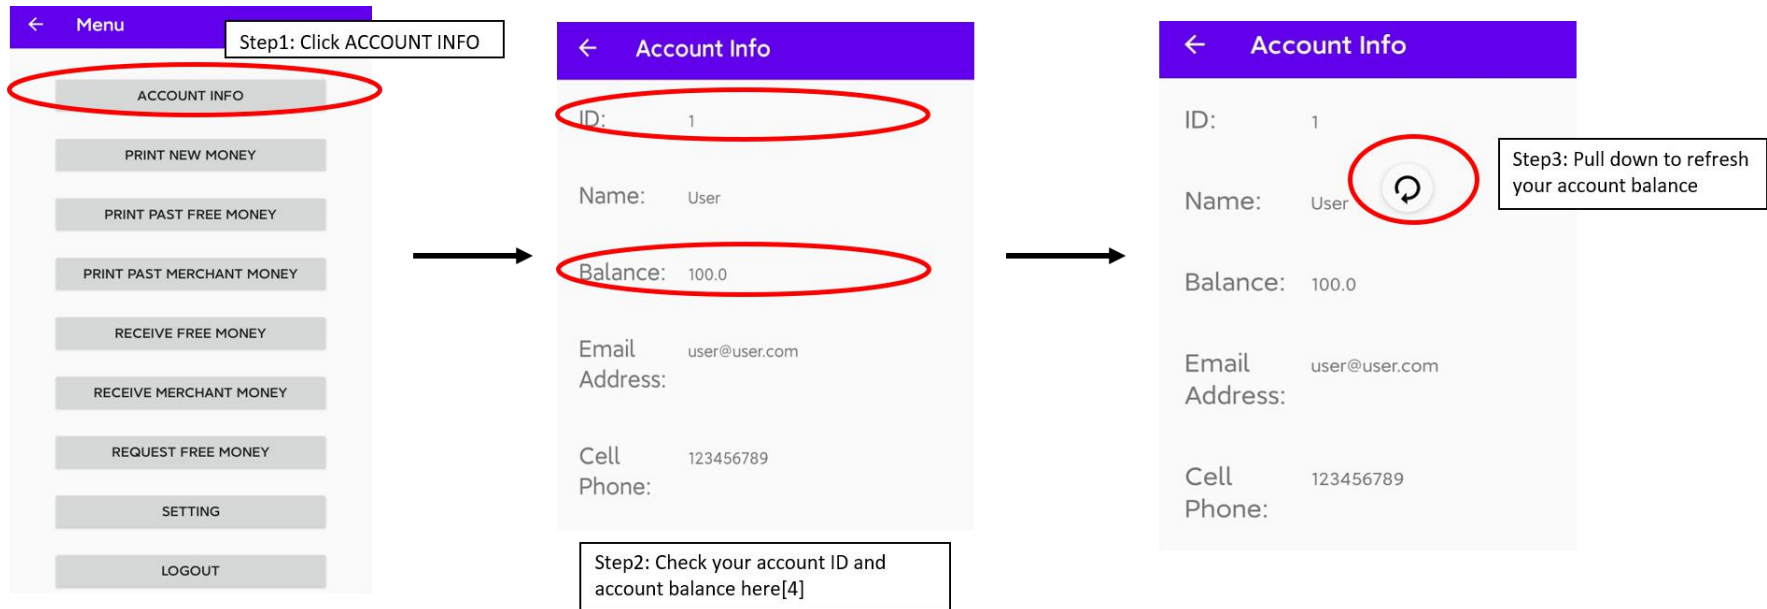 Menu
Step1: Click ACCOUNT INFO
ACCOUNT INFO
PRINT NEW MONEY
PRINT PAST FREE MONEY
PRINT PAST MERCHANT MONEY
RECEIVE FREE MONEY
RECEIVE MERCHANT MONEY
REQUEST FREE MONEY
SETTING
LOGOUT
Account Info
ID: 1
Name: User
Balance: 100.0
Email user@user.com
Address:
Cell 123456789
Phone:
Step2: Check your account ID and
account balance here[4]
Account Info
ID: 1
Name: User
Balance: 100.0
Email user@user.com
Address:
Cell 123456789
Phone:
Step3: Pull down to refresh
your account balance